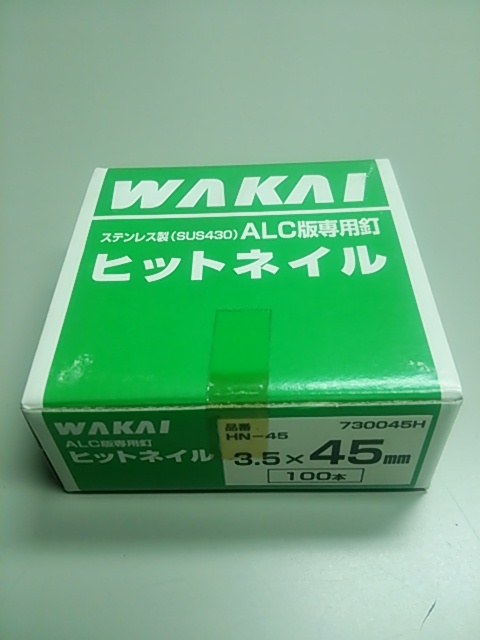 WAKAI
ステンレス製(SUS430) ALC版専用釘
ヒットネイル
WAKAI
ALC版専用釘
ヒットネイル
品番
HN-45
730045H
3.5×45mm
100本